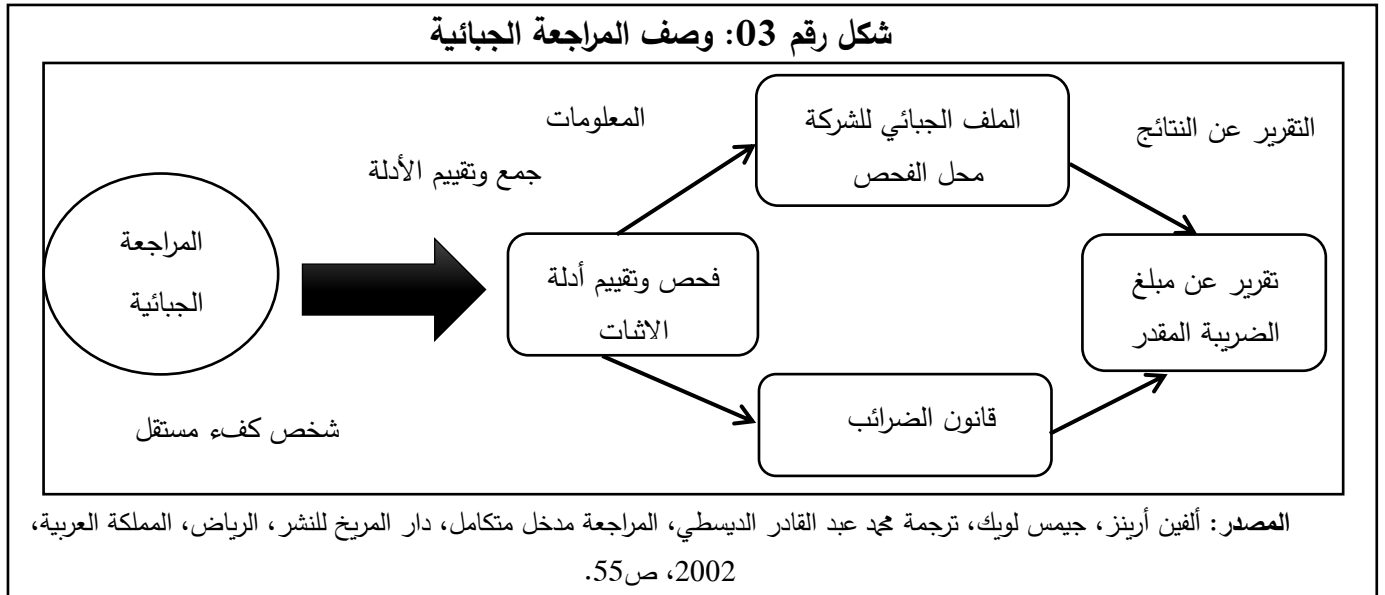 شكل رقم 03: وصف المراجعة الجبائية
المعلومات
الملف الجبائي للشركة
محل الفحص
التقرير عن النتائج
جمع وتقييم الأدلة
المراجعة
الجبائية
فحص وتقييم أدلة
الاثبات
تقرير عن مبلغ
الضريبة المقدر
شخص كفء مستقل
قانون الضرائب
المصدر: ألفين أرينز، جيمس لوبك، ترجمة محمد عبد القادر الديسطي، المراجعة مدخل متكامل، دار المريخ للنشر، الرياض، المملكة العربية،
2002، ص55.